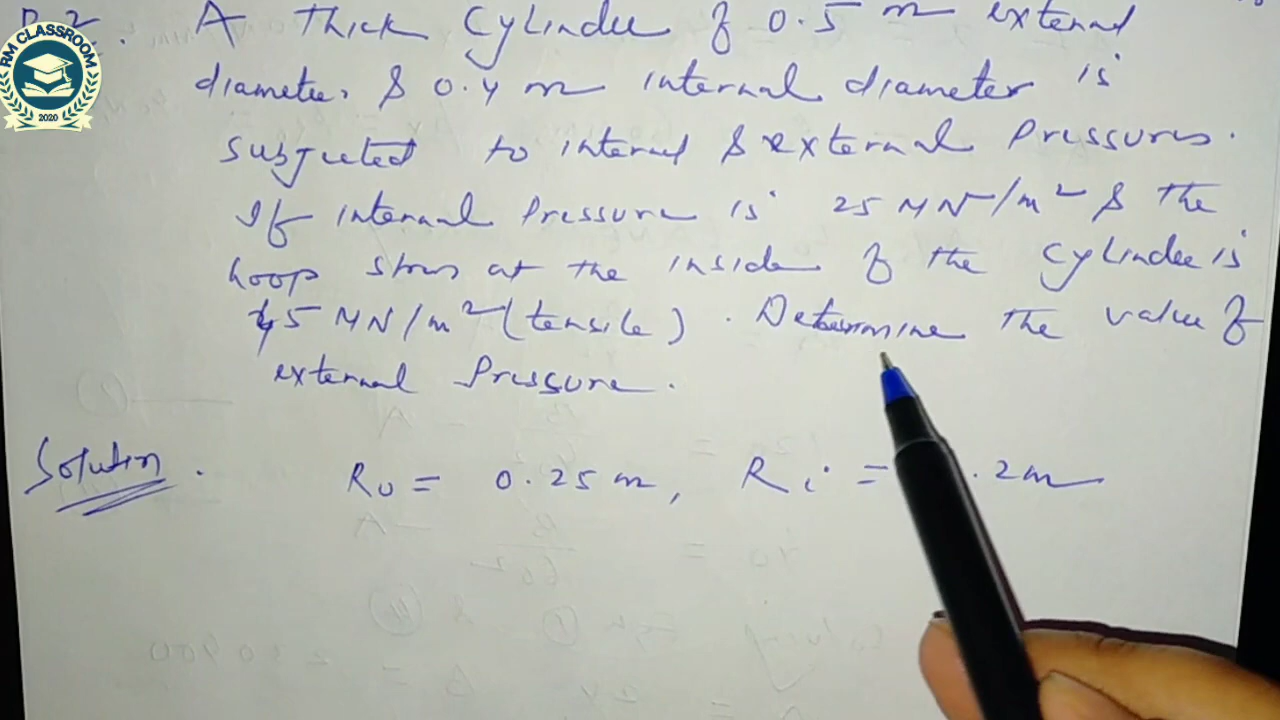 RM CLASSROOM
2020
P.2. A Thick Cylinder of 0.5 m external
diameter, & 0.4 m internal diameter is
subjected to internal & external Pressures.
If internal Pressure is 25 MN/m² & the
hoop stress at the inside of the Cylinder is
45 MN/m² (tensile). Determine the value of
external Pressure.
Solution. Ro = 0.25 m, Ri = .2m